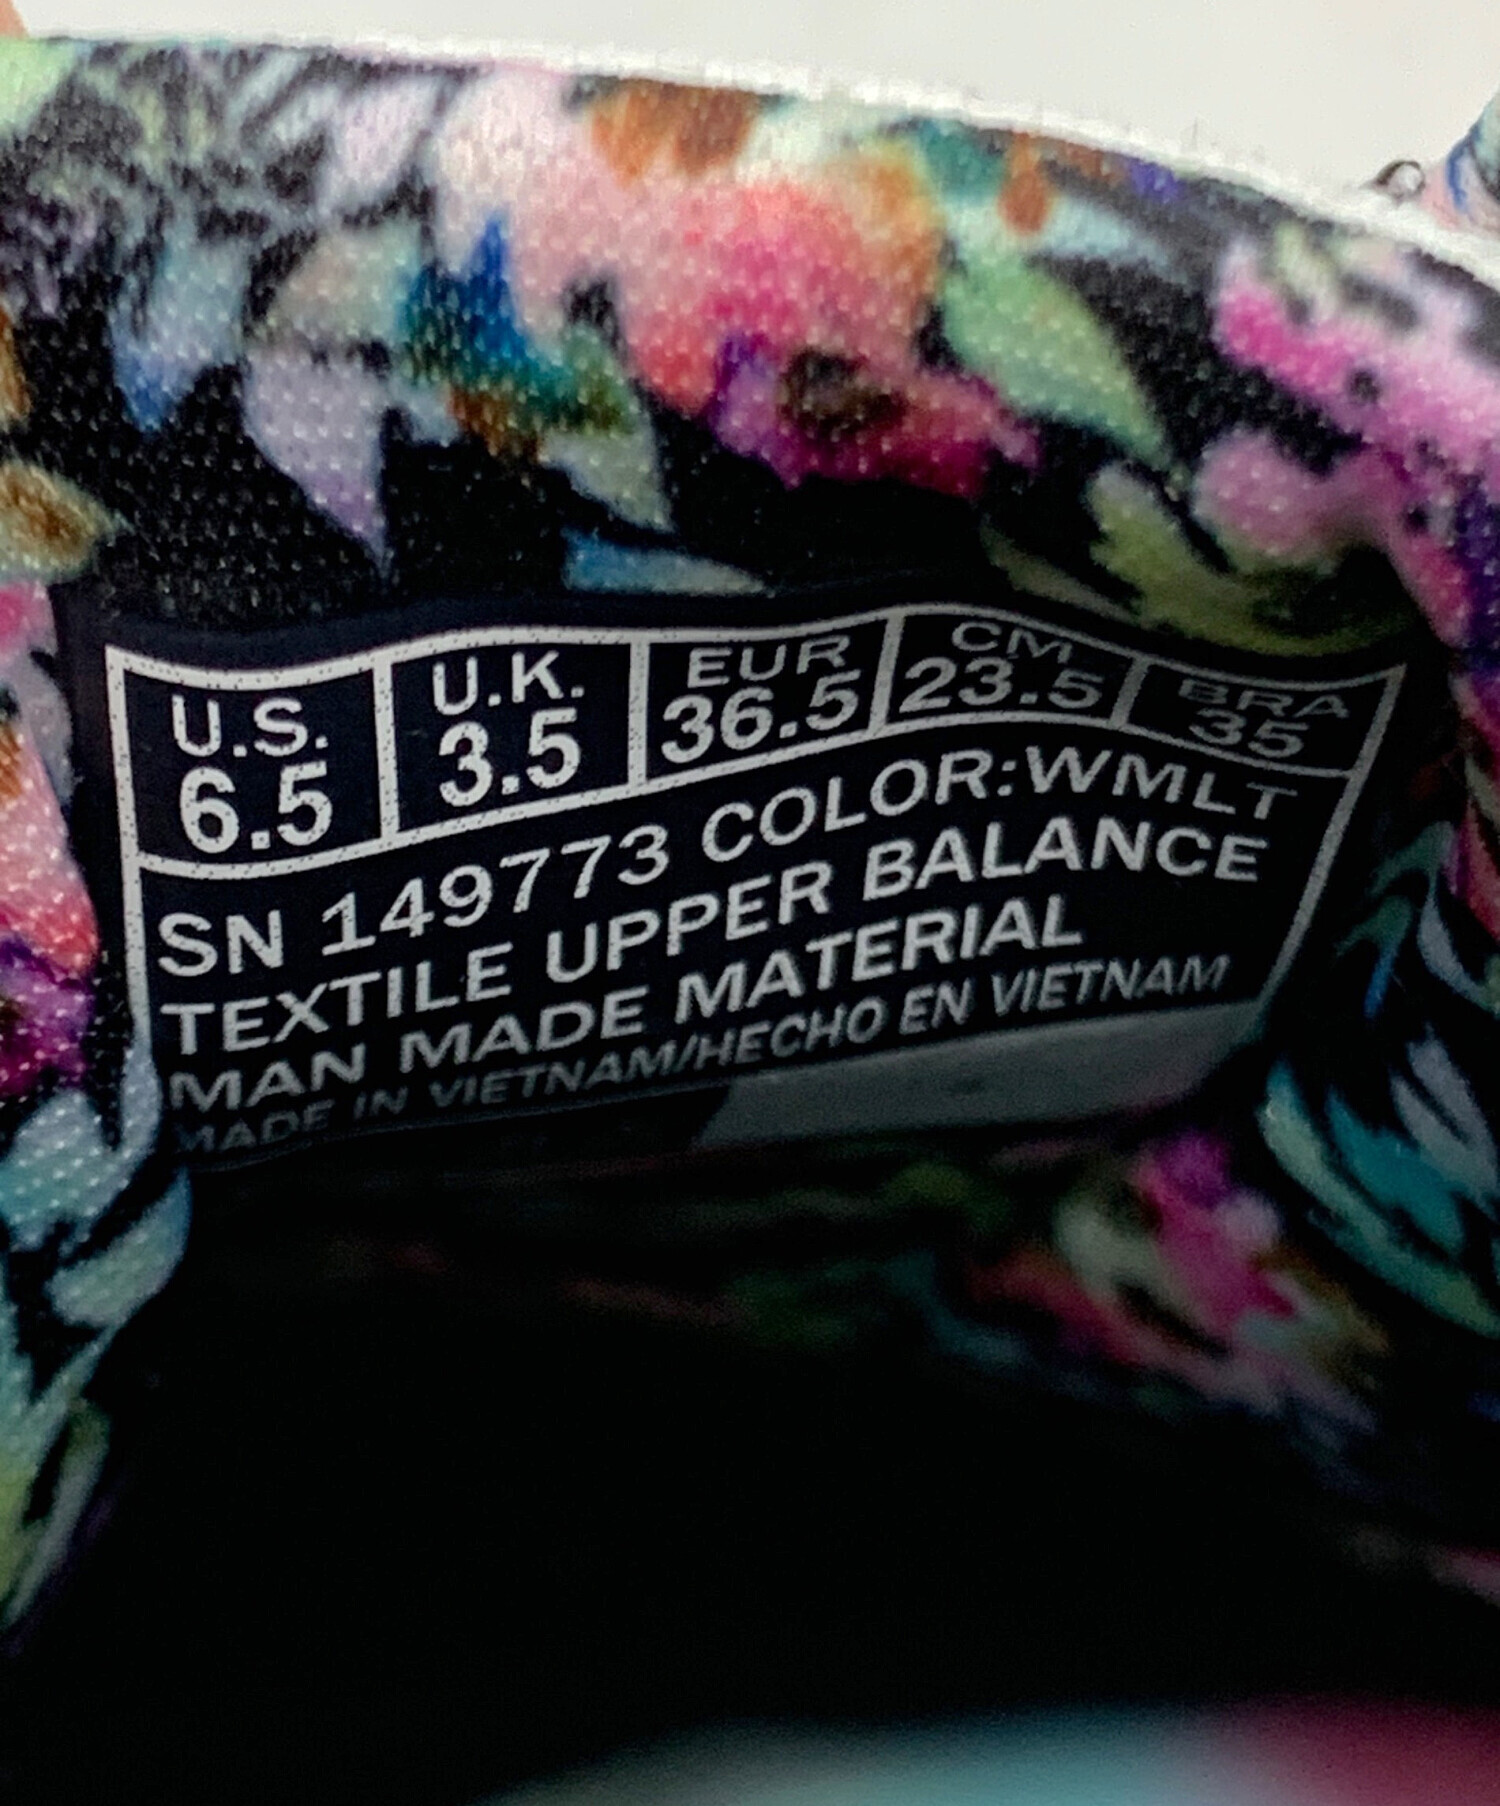 U.S. U.K. EUR CM BRA
6.5 3.5 36.5 23.5 35
SN 149773 COLOR:WMLT
TEXTILE UPPER BALANCE
MAN MADE MATERIAL
MADE IN VIETNAM/HECHO EN VIETNAM